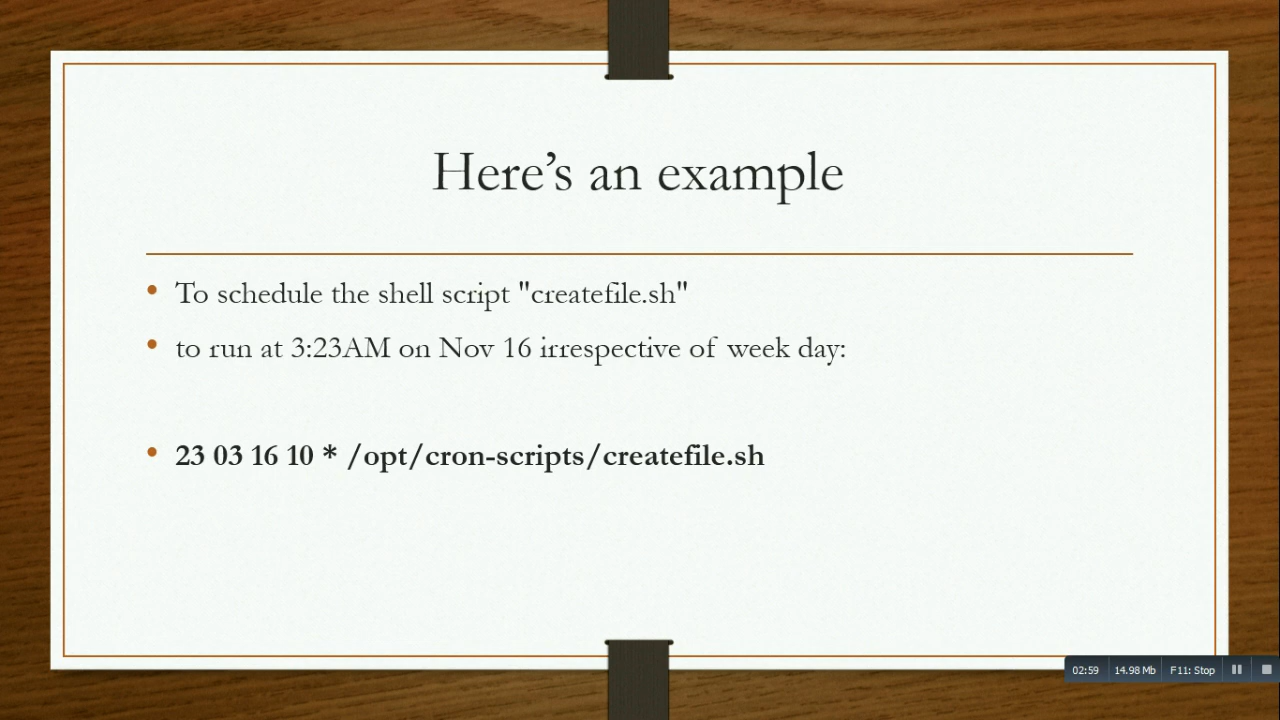 Here’s an example
• To schedule the shell script "createfile.sh"
• to run at 3:23AM on Nov 16 irrespective of week day:
• 23 03 16 10 * /opt/cron-scripts/createfile.sh
02:59 14.98 Mb F11: Stop